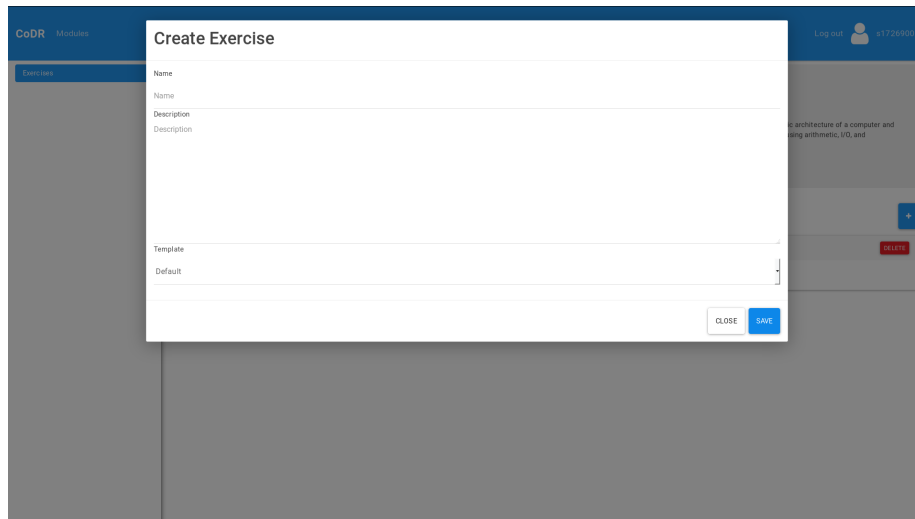 CoDR Modules
Log out s1726900
Exercises
Create Exercise
Name
Name
Description
Description
architecture of a computer and
using arithmetic, I/O, and
+
DELETE
Template
Default
CLOSE SAVE